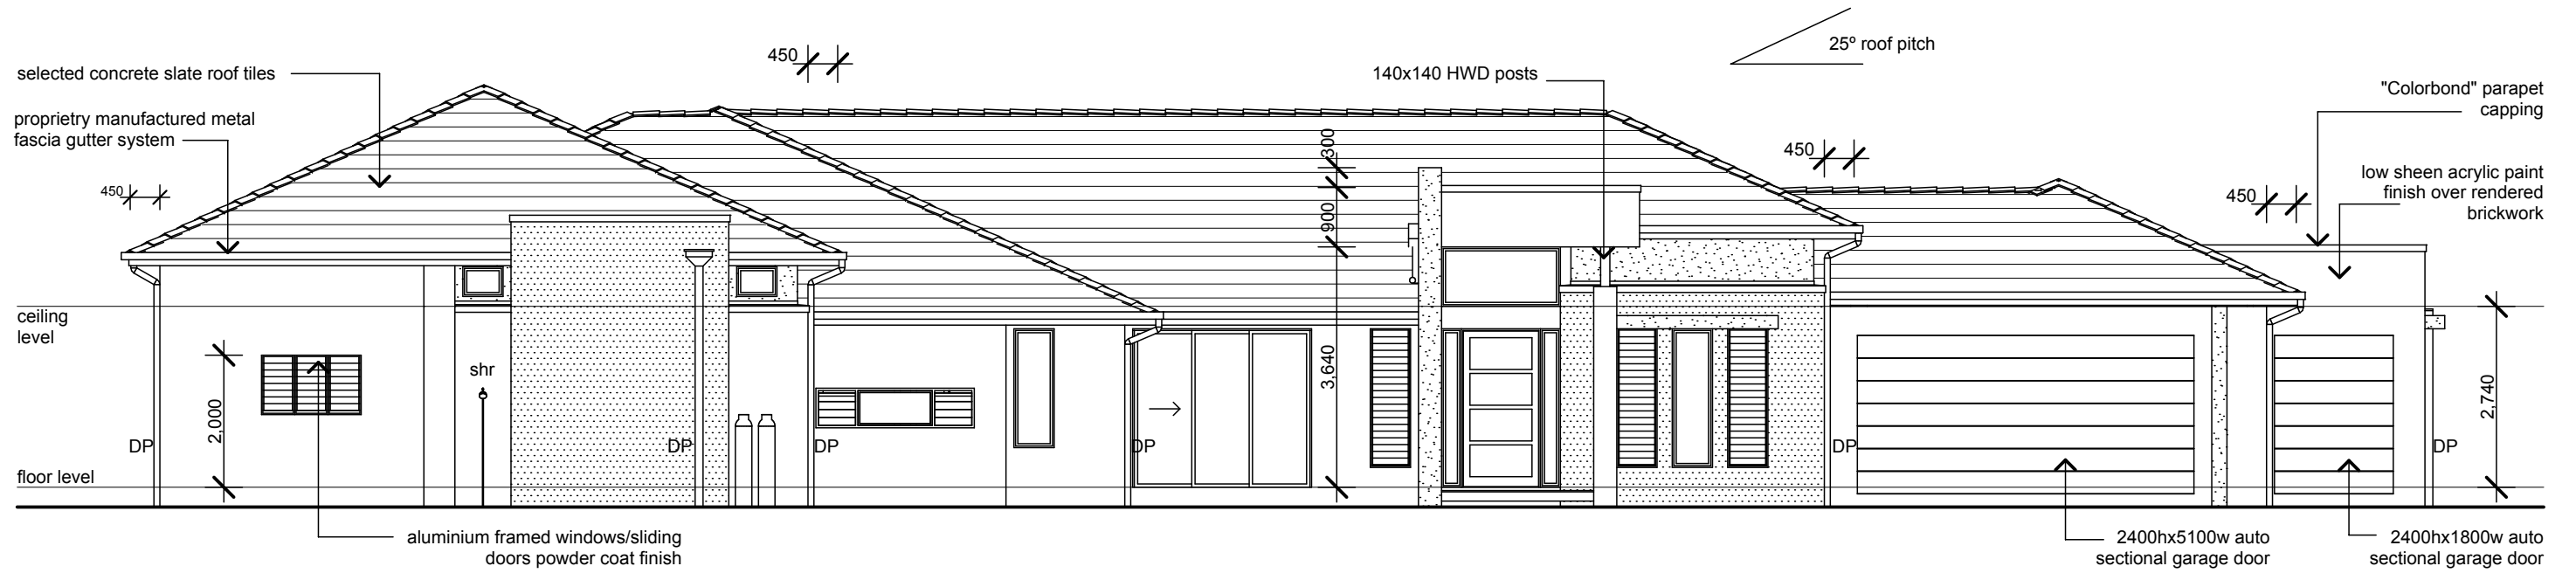 450
25º roof pitch
selected concrete slate roof tiles
140x140 HWD posts
"Colorbond" parapet
capping
proprietry manufactured metal
fascia gutter system
300
450
low sheen acrylic paint
finish over rendered
brickwork
450
450
900
ceiling
level
shr
3,640
2,000
2,740
DP
DP
DP
DP
DP
DP
floor level
aluminium framed windows/sliding
doors powder coat finish
2400hx5100w auto
sectional garage door
2400hx1800w auto
sectional garage door